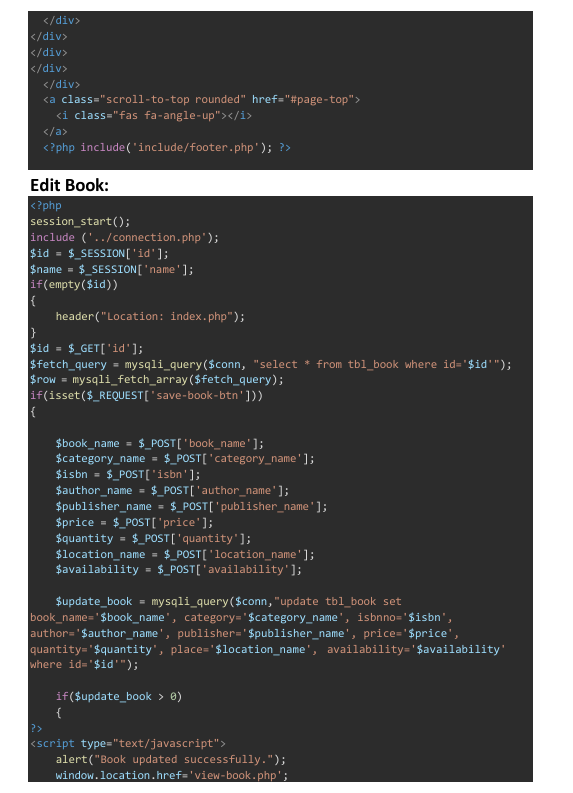 </div>
</div>
</div>
</div>
</div>
<a class="scroll-to-top rounded" href="#page-top">
<i class="fas fa-angle-up"></i>
</a>
<?php include('include/footer.php'); ?>
Edit Book:
<?php
session_start();
include ('../connection.php');
$id = $_SESSION['id'];
$name = $_SESSION['name'];
if(empty($id))
{
header("Location: index.php");
}
$id = $_GET['id'];
$fetch_query = mysqli_query($conn, "select * from tbl_book where id='$id'");
$row = mysqli_fetch_array($fetch_query);
if(isset($_REQUEST['save-book-btn']))
{
$book_name = $_POST['book_name'];
$category_name = $_POST['category_name'];
$isbn = $_POST['isbn'];
$author_name = $_POST['author_name'];
$publisher_name = $_POST['publisher_name'];
$price = $_POST['price'];
$quantity = $_POST['quantity'];
$location_name = $_POST['location_name'];
$availability = $_POST['availability'];
$update_book = mysqli_query($conn,"update tbl_book set
book_name='$book_name', category='$category_name', isbnno='$isbn',
author='$author_name', publisher='$publisher_name', price='$price',
quantity='$quantity', place='$location_name', availability='$availability'
where id='$id'");
if($update_book > 0)
{
?>
<script type="text/javascript">
alert("Book updated successfully.");
window.location.href='view-book.php';